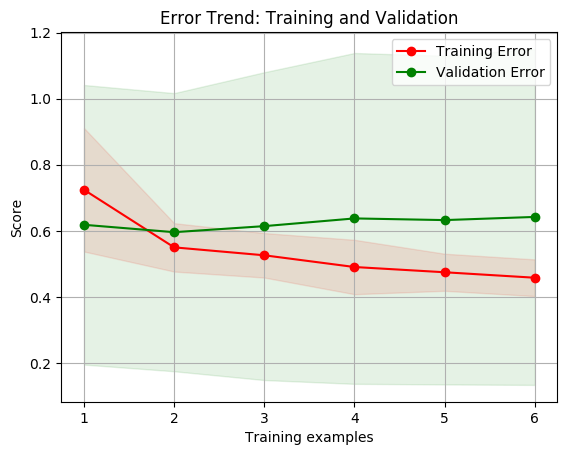 Error Trend: Training and Validation
1.2
1.0
0.8
0.6
0.4
0.2
Score
Training Error
Validation Error
1 2 3 4 5 6
Training examples